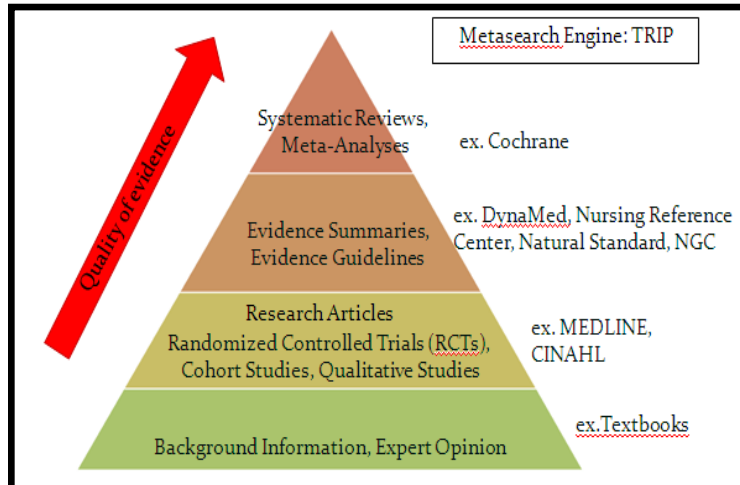 Metasearch Engine: TRIP
Quality of evidence
Systematic Reviews,
Meta-Analyses
ex. Cochrane
Evidence Summaries,
Evidence Guidelines
ex. DynaMed, Nursing Reference
Center, Natural Standard, NGC
Research Articles
Randomized Controlled Trials (RCTs),
Cohort Studies, Qualitative Studies
ex. MEDLINE,
CINAHL
Background Information, Expert Opinion
ex.Textbooks